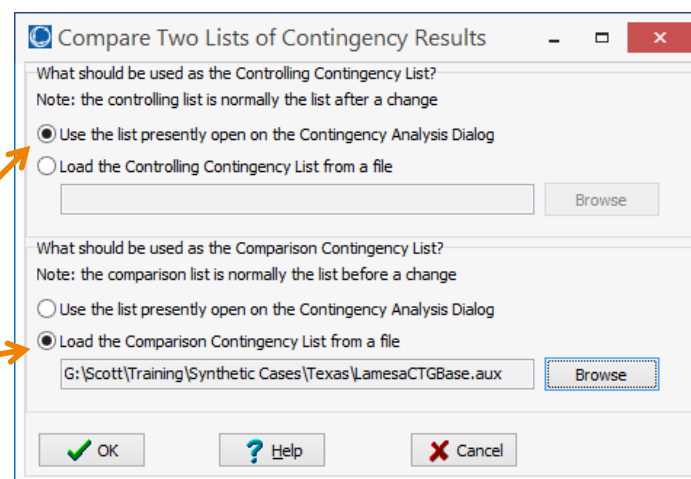 Compare Two Lists of Contingency Results
What should be used as the Controlling Contingency List?
Note: the controlling list is normally the list after a change
Use the list presently open on the Contingency Analysis Dialog
Load the Controlling Contingency List from a file
Browse
What should be used as the Comparison Contingency List?
Note: the comparison list is normally the list before a change
Use the list presently open on the Contingency Analysis Dialog
Load the Comparison Contingency List from a file
G:\Scott\Training\Synthetic Cases\Texas\LamesaCTGBase.aux Browse
OK ? Help Cancel